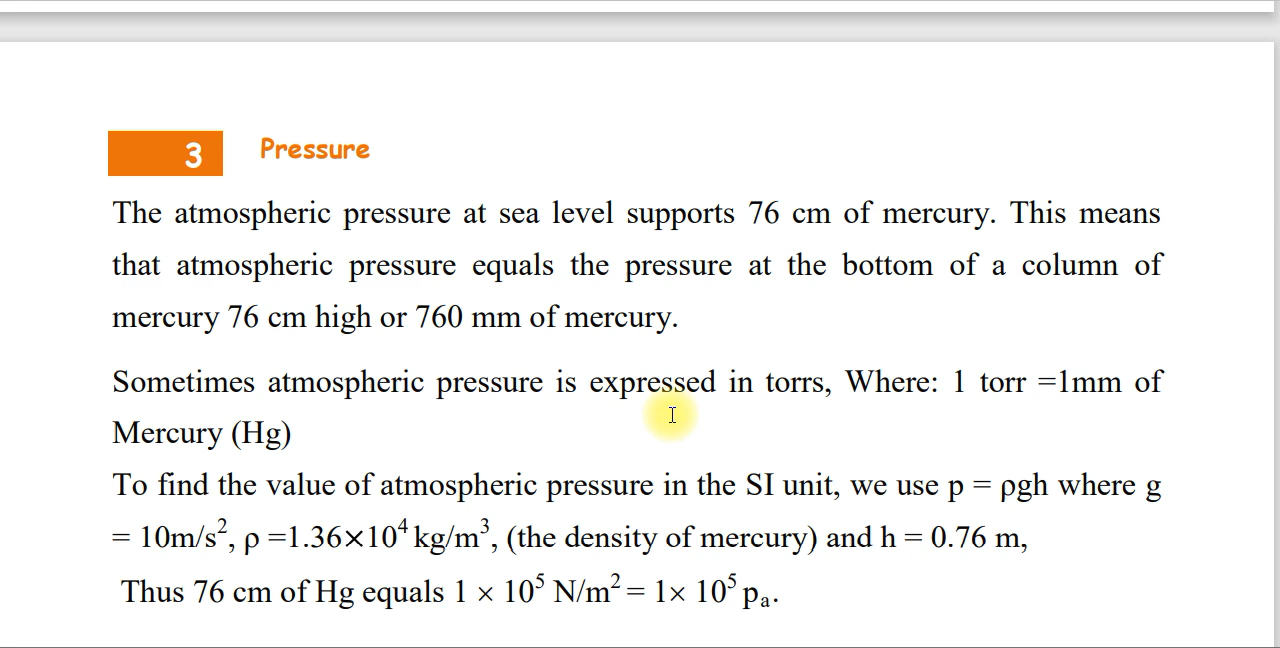 3 Pressure
The atmospheric pressure at sea level supports 76 cm of mercury. This means
that atmospheric pressure equals the pressure at the bottom of a column of
mercury 76 cm high or 760 mm of mercury.
Sometimes atmospheric pressure is expressed in torrs, Where: 1 torr =1mm of
Mercury (Hg)
To find the value of atmospheric pressure in the SI unit, we use p = ρgh where g
= 10m/s², ρ =1.36×10⁴ kg/m³, (the density of mercury) and h = 0.76 m,
Thus 76 cm of Hg equals 1 × 10⁵ N/m² = 1× 10⁵ pₐ.